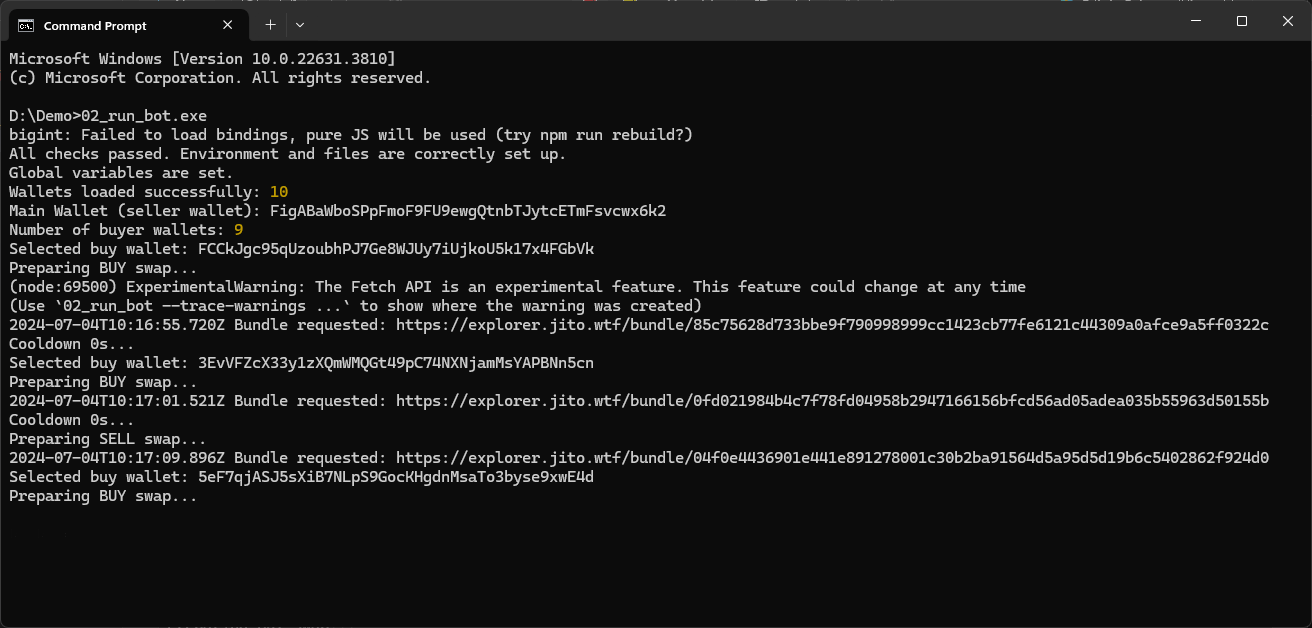 Command Prompt
Microsoft Windows [Version 10.0.22631.3810]
(c) Microsoft Corporation. All rights reserved.
D:\Demo>02_run_bot.exe
bigint: Failed to load bindings, pure JS will be used (try npm run rebuild?)
All checks passed. Environment and files are correctly set up.
Global variables are set.
Wallets loaded successfully: 10
Main Wallet (seller wallet): FigABaWboSPpFmoF9FU9ewgQtnbTJytcETmFsvcwx6k2
Number of buyer wallets: 9
Selected buy wallet: FCCkJgc95qUzoubhPJ7Ge8WJUy7iUjkoU5k17x4FGbVk
Preparing BUY swap...
(node:69500) ExperimentalWarning: The Fetch API is an experimental feature. This feature could change at any time
(Use `02_run_bot --trace-warnings ...` to show where the warning was created)
2024-07-04T10:16:55.720Z Bundle requested: https://explorer.jito.wtf/bundle/85c75628d733bbe9f790998999cc1423cb77fe6121c44309a0afce9a5ff0322c
Cooldown 0s...
Selected buy wallet: 3EvVFZcX33y1zXQmWMQGt49pC74NXNjamMsYAPBNn5cn
Preparing BUY swap...
2024-07-04T10:17:01.521Z Bundle requested: https://explorer.jito.wtf/bundle/0fd021984b4c7f78fd04958b2947166156bfcd56ad05adea035b55963d50155b
Cooldown 0s...
Preparing SELL swap...
2024-07-04T10:17:09.896Z Bundle requested: https://explorer.jito.wtf/bundle/04f0e4436901e441e891278001c30b2ba91564d5a95d5d19b6c5402862f924d0
Selected buy wallet: 5eF7qjASJ5sXiB7NLpS9GocKHgdnMsaTo3byse9xwE4d
Preparing BUY swap...